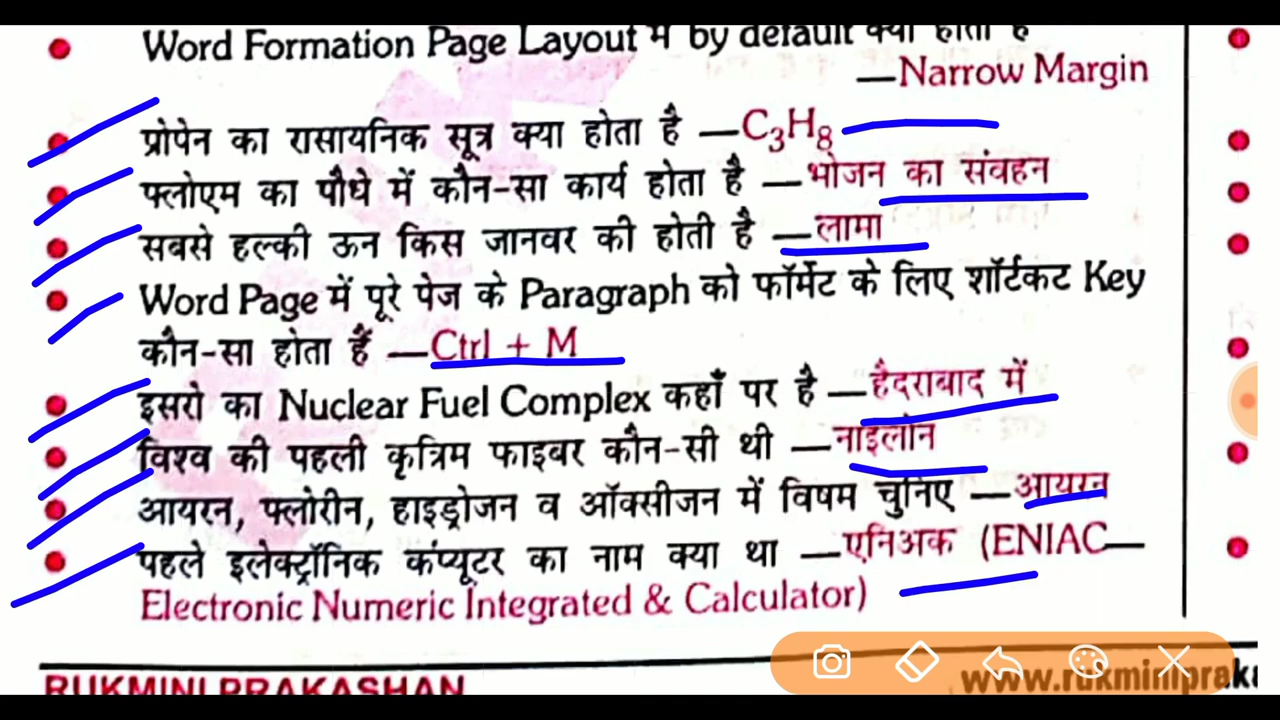 Word Formation Page Layout में by default क्या होता है
—Narrow Margin
प्रोपेन का रासायनिक सूत्र क्या होता है —C₃H₈
फ्लोएम का पौधे में कौन-सा कार्य होता है —भोजन का संवहन
सबसे हल्की ऊन किस जानवर की होती है —लामा
Word Page में पूरे पेज के Paragraph को फॉर्मेट के लिए शॉर्टकट Key
कौन-सा होता हैं —Ctrl + M
इसरो का Nuclear Fuel Complex कहाँ पर है —हैदराबाद में
विश्व की पहली कृत्रिम फाइबर कौन-सी थी —नाइलोन
आयरन, फ्लोरीन, हाइड्रोजन व ऑक्सीजन में विषम चुनिए —आयरन
पहले इलेक्ट्रॉनिक कंप्यूटर का नाम क्या था —एनिअक (ENIAC—
Electronic Numeric Integrated & Calculator)
RUKMINI PRAKASHAN
www.rukminipraka